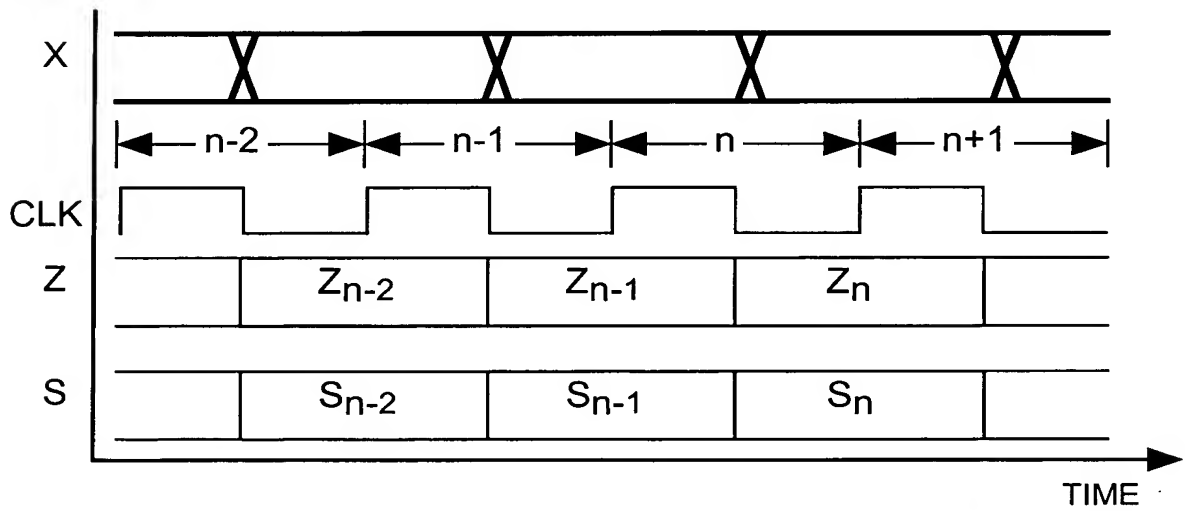 X
n-2 n-1 n n+1
CLK
Z Zn-2 Zn-1 Zn
S Sn-2 Sn-1 Sn
TIME